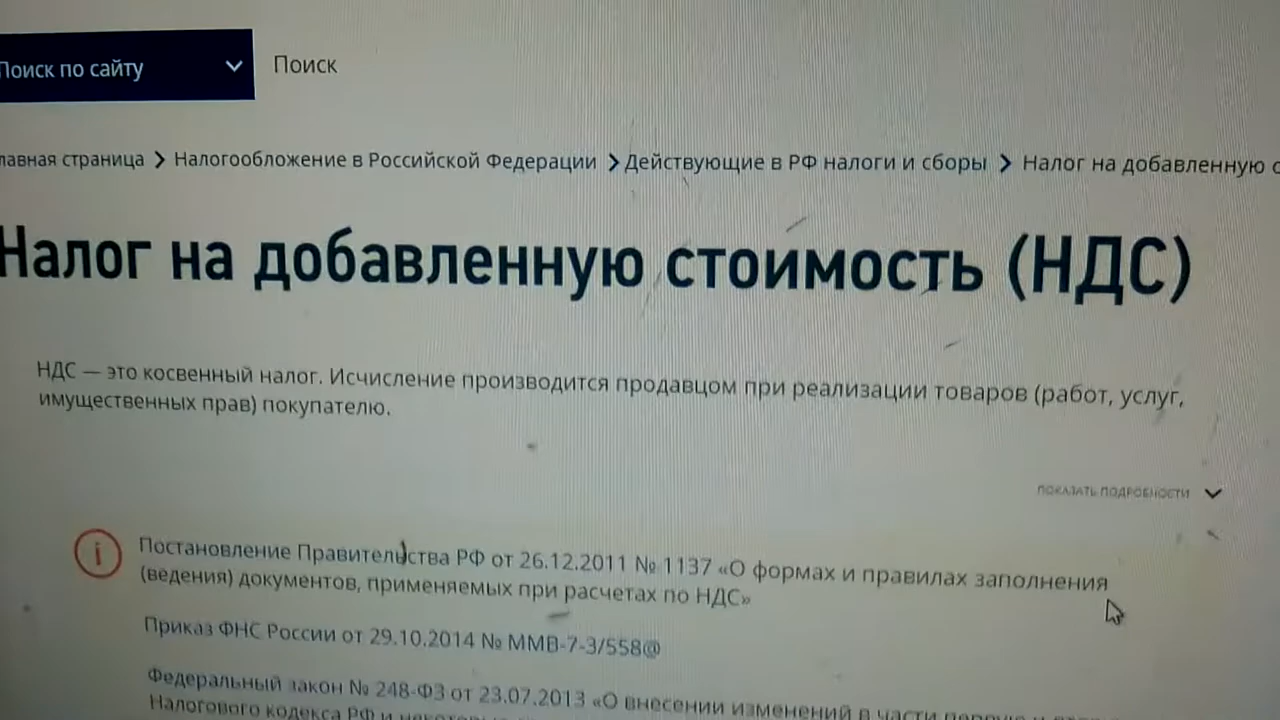 Поиск по сайту
Поиск
лавная страница > Налогообложение в Российской Федерации > Действующие в РФ налоги и сборы > Налог на добавленную
Налог на добавленную стоимость (НДС)
НДС — это косвенный налог. Исчисление производится продавцом при реализации товаров (работ, услуг,
имущественных прав) покупателю.
ПОКАЗАТЬ ПОДРОБНОСТИ
Постановление Правительства РФ от 26.12.2011 № 1137 «О формах и правилах заполнения
(ведения) документов, применяемых при расчетах по НДС»
Приказ ФНС России от 29.10.2014 № ММВ-7-3/558@
Федеральный закон № 248-ФЗ от 23.07.2013 «О внесении изменений в части первую и
Налогового кодекса РФ и